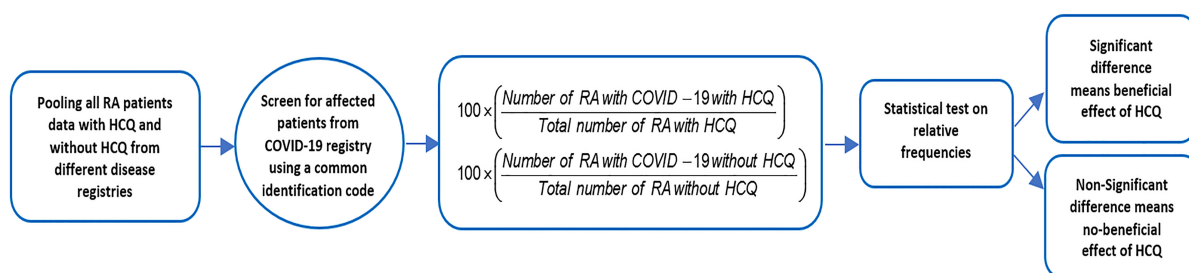 Pooling all RA patients
data with HCQ and
without HCQ from
different disease
registries
Screen for affected
patients from
COVID-19 registry
using a common
identification code
100 x (Number of RA with COVID – 19 with HCQ / Total number of RA with HCQ)
100 x (Number of RA with COVID – 19 without HCQ / Total number of RA without HCQ)
Statistical test on
relative
frequencies
Significant
difference
means beneficial
effect of HCQ
Non-Significant
difference means
no-beneficial
effect of HCQ